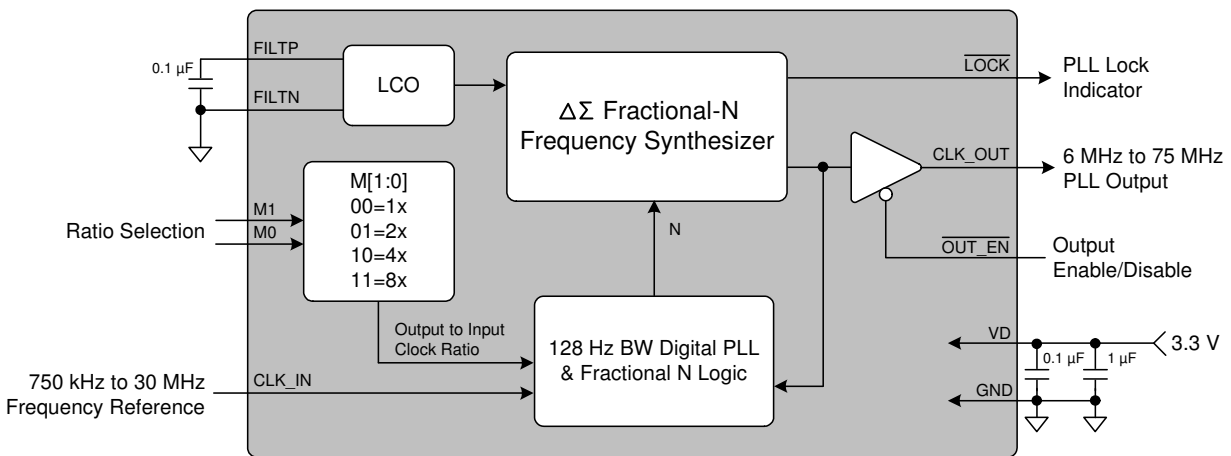 FILTP
0.1 µF
FILTN
LCO
ΔΣ Fractional-N
Frequency Synthesizer
LOCK
PLL Lock
Indicator
CLK_OUT
6 MHz to 75 MHz
PLL Output
M[1:0]
00=1x
01=2x
10=4x
11=8x
Ratio Selection
M1
M0
N
OUT_EN
Output
Enable/Disable
Output to Input
Clock Ratio
128 Hz BW Digital PLL
& Fractional N Logic
750 kHz to 30 MHz
Frequency Reference
CLK_IN
VD
3.3 V
0.1 µF
1 µF
GND